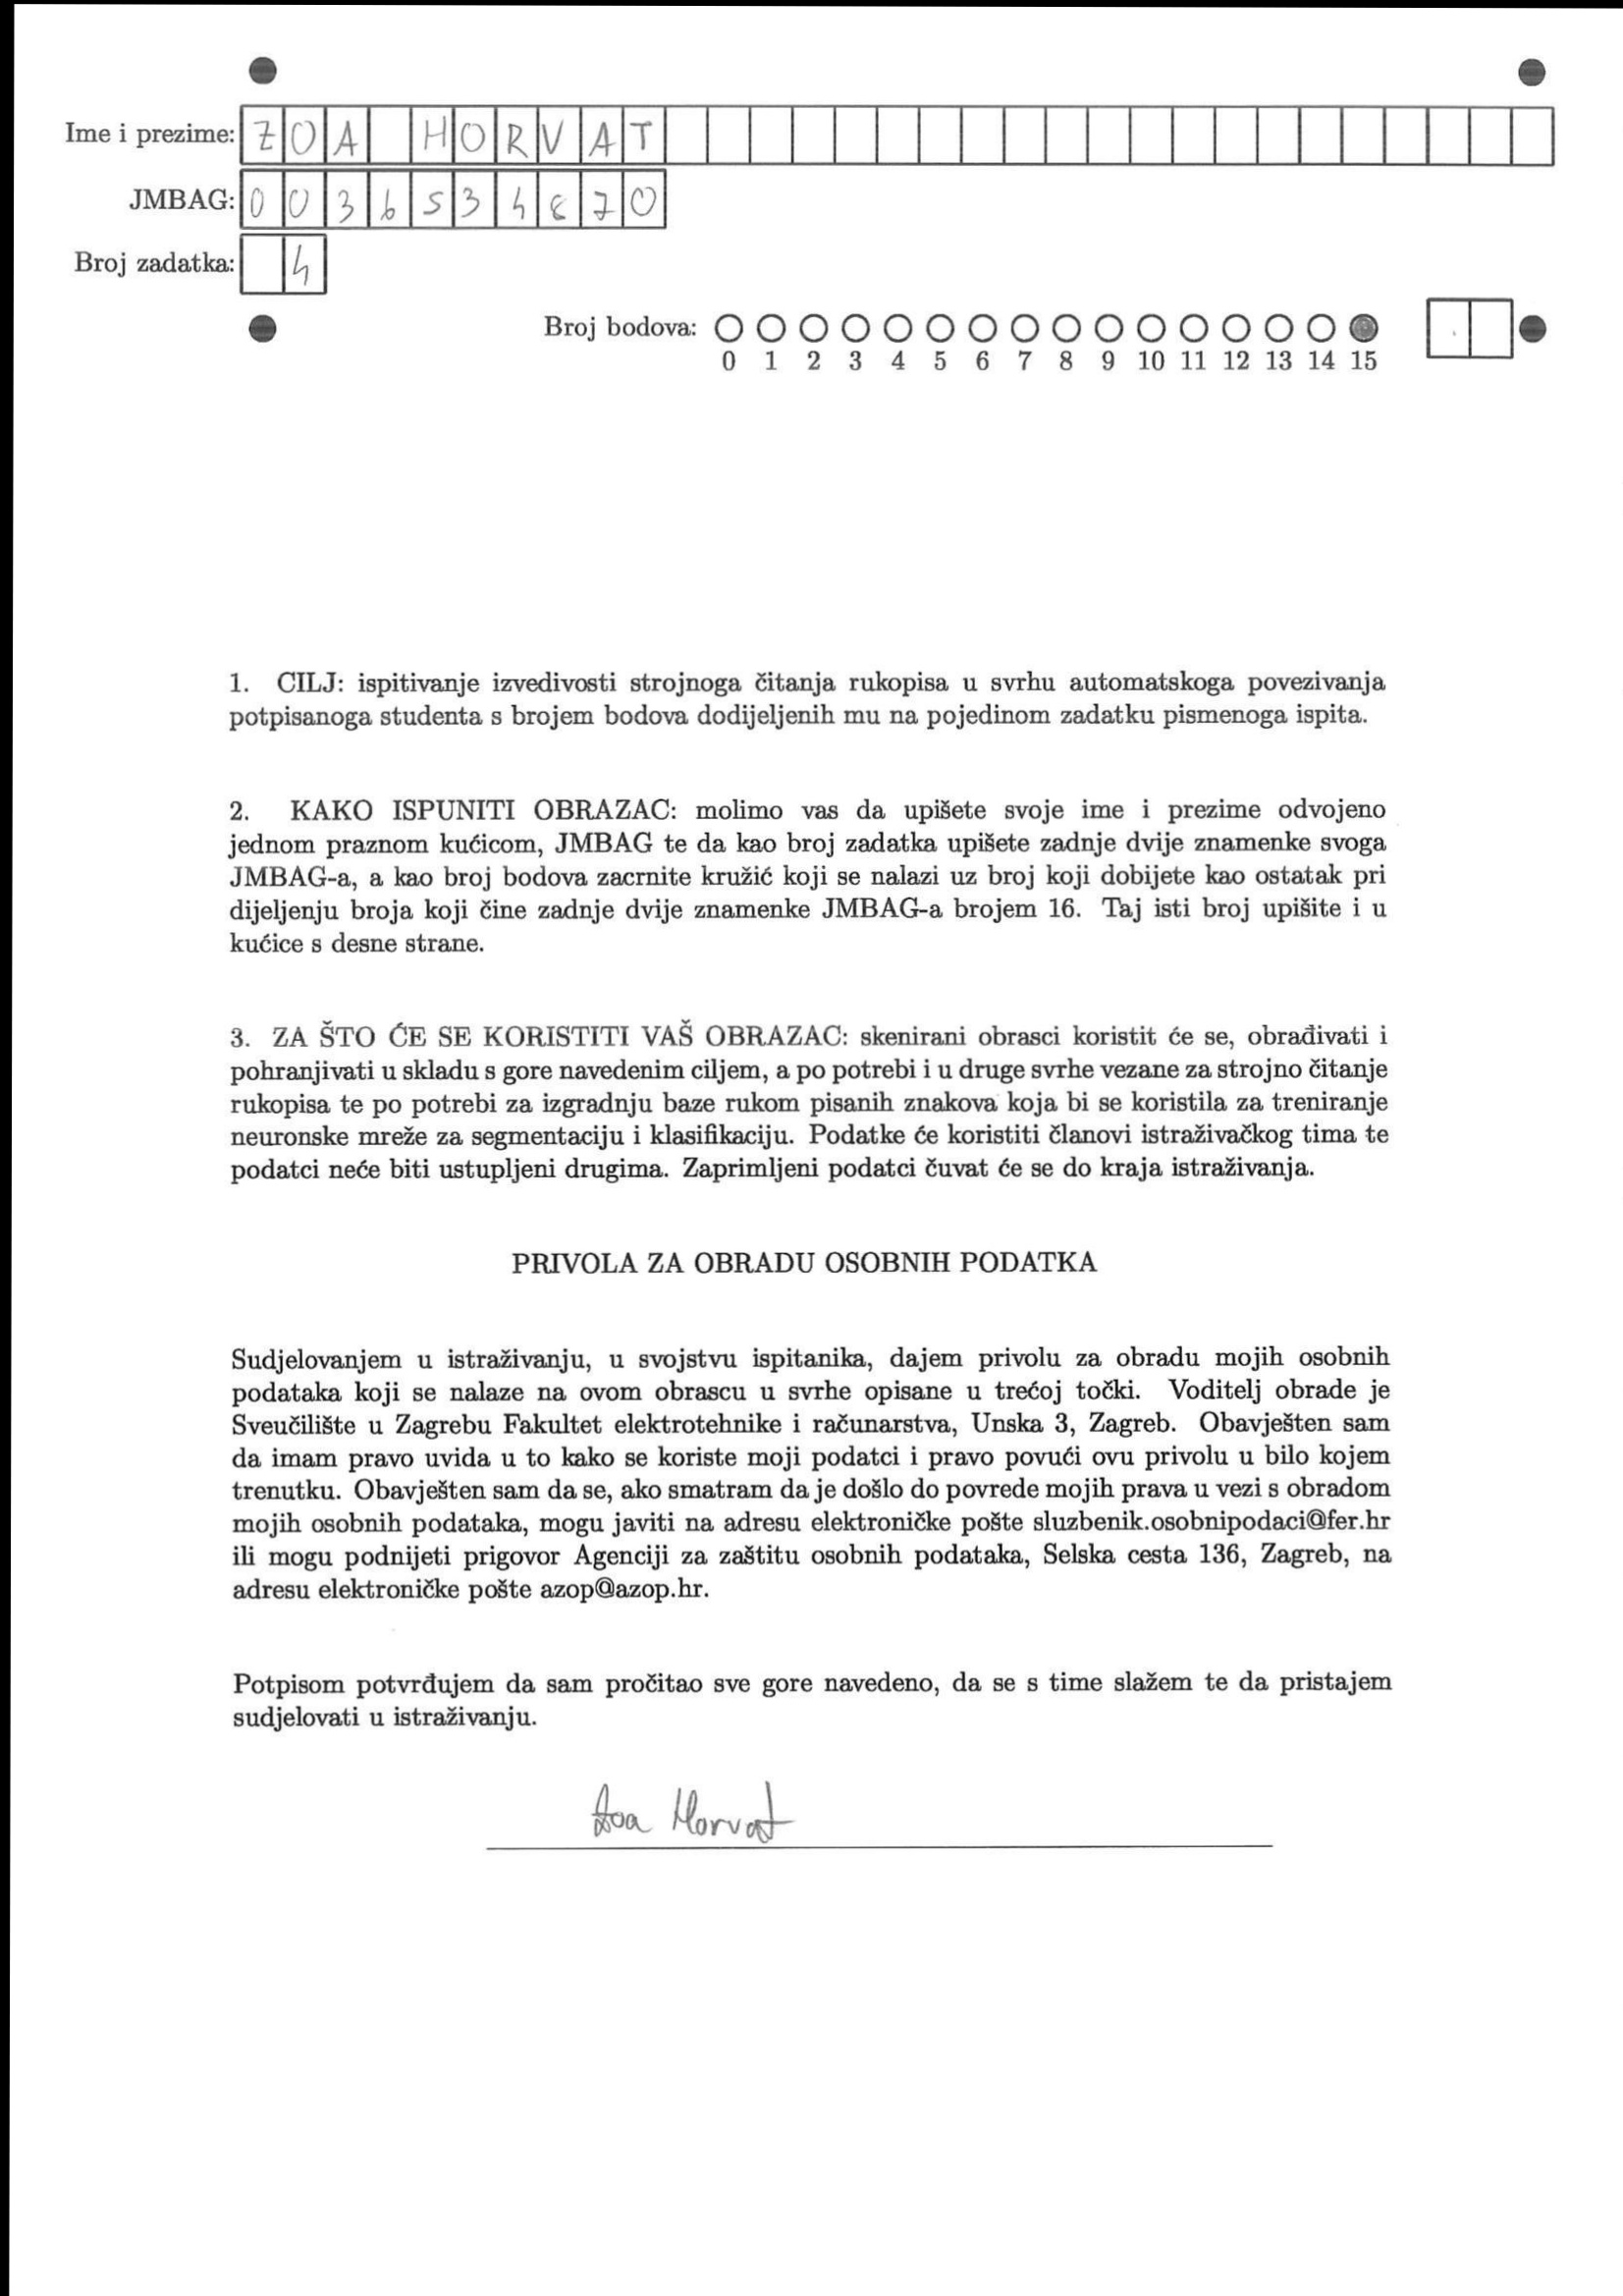 Ime i prezime: ZOA HORVAT
JMBAG: 0036534870
Broj zadatka: 4
Broj bodova:
0 1 2 3 4 5 6 7 8 9 10 11 12 13 14 15
1. CILJ: ispitivanje izvedivosti strojnoga čitanja rukopisa u svrhu automatskoga povezivanja
potpisanoga studenta s brojem bodova dodijeljenih mu na pojedinom zadatku pismenoga ispita.
2. KAKO ISPUNITI OBRAZAC: molimo vas da upišete svoje ime i prezime odvojeno
jednom praznom kućicom, JMBAG te da kao broj zadatka upišete zadnje dvije znamenke svoga
JMBAG-a, a kao broj bodova zacrnite kružić koji se nalazi uz broj koji dobijete kao ostatak pri
dijeljenju broja koji čine zadnje dvije znamenke JMBAG-a brojem 16. Taj isti broj upišite i u
kućice s desne strane.
3. ZA ŠTO ĆE SE KORISTITI VAŠ OBRAZAC: skenirani obrasci koristit će se, obrađivati i
pohranjivati u skladu s gore navedenim ciljem, a po potrebi i u druge svrhe vezane za strojno čitanje
rukopisa te po potrebi za izgradnju baze rukom pisanih znakova koja bi se koristila za treniranje
neuronske mreže za segmentaciju i klasifikaciju. Podatke će koristiti članovi istraživačkog tima te
podatci neće biti ustupljeni drugima. Zaprimljeni podatci čuvat će se do kraja istraživanja.
PRIVOLA ZA OBRADU OSOBNIH PODATKA
Sudjelovanjem u istraživanju, u svojstvu ispitanika, dajem privolu za obradu mojih osobnih
podataka koji se nalaze na ovom obrascu u svrhe opisane u trećoj točki. Voditelj obrade je
Sveučilište u Zagrebu Fakultet elektrotehnike i računarstva, Unska 3, Zagreb. Obavješten sam
da imam pravo uvida u to kako se koriste moji podatci i pravo povući ovu privolu u bilo kojem
trenutku. Obavješten sam da se, ako smatram da je došlo do povrede mojih prava u vezi s obradom
mojih osobnih podataka, mogu javiti na adresu elektroničke pošte sluzbenik.osobnipodaci@fer.hr
ili mogu podnijeti prigovor Agenciji za zaštitu osobnih podataka, Selska cesta 136, Zagreb, na
adresu elektroničke pošte azop@azop.hr.
Potpisom potvrđujem da sam pročitao sve gore navedeno, da se s time slažem te da pristajem
sudjelovati u istraživanju.
Zoa Horvat